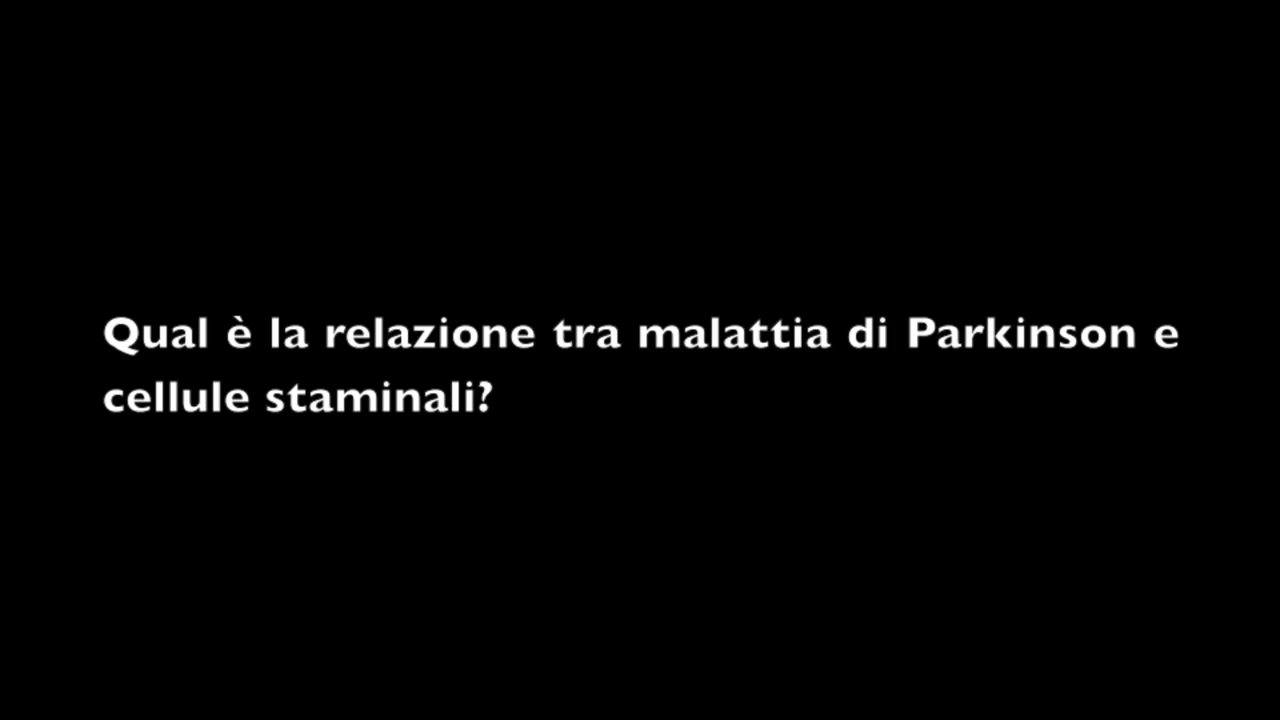 Qual è la relazione tra malattia di Parkinson e
cellule staminali?